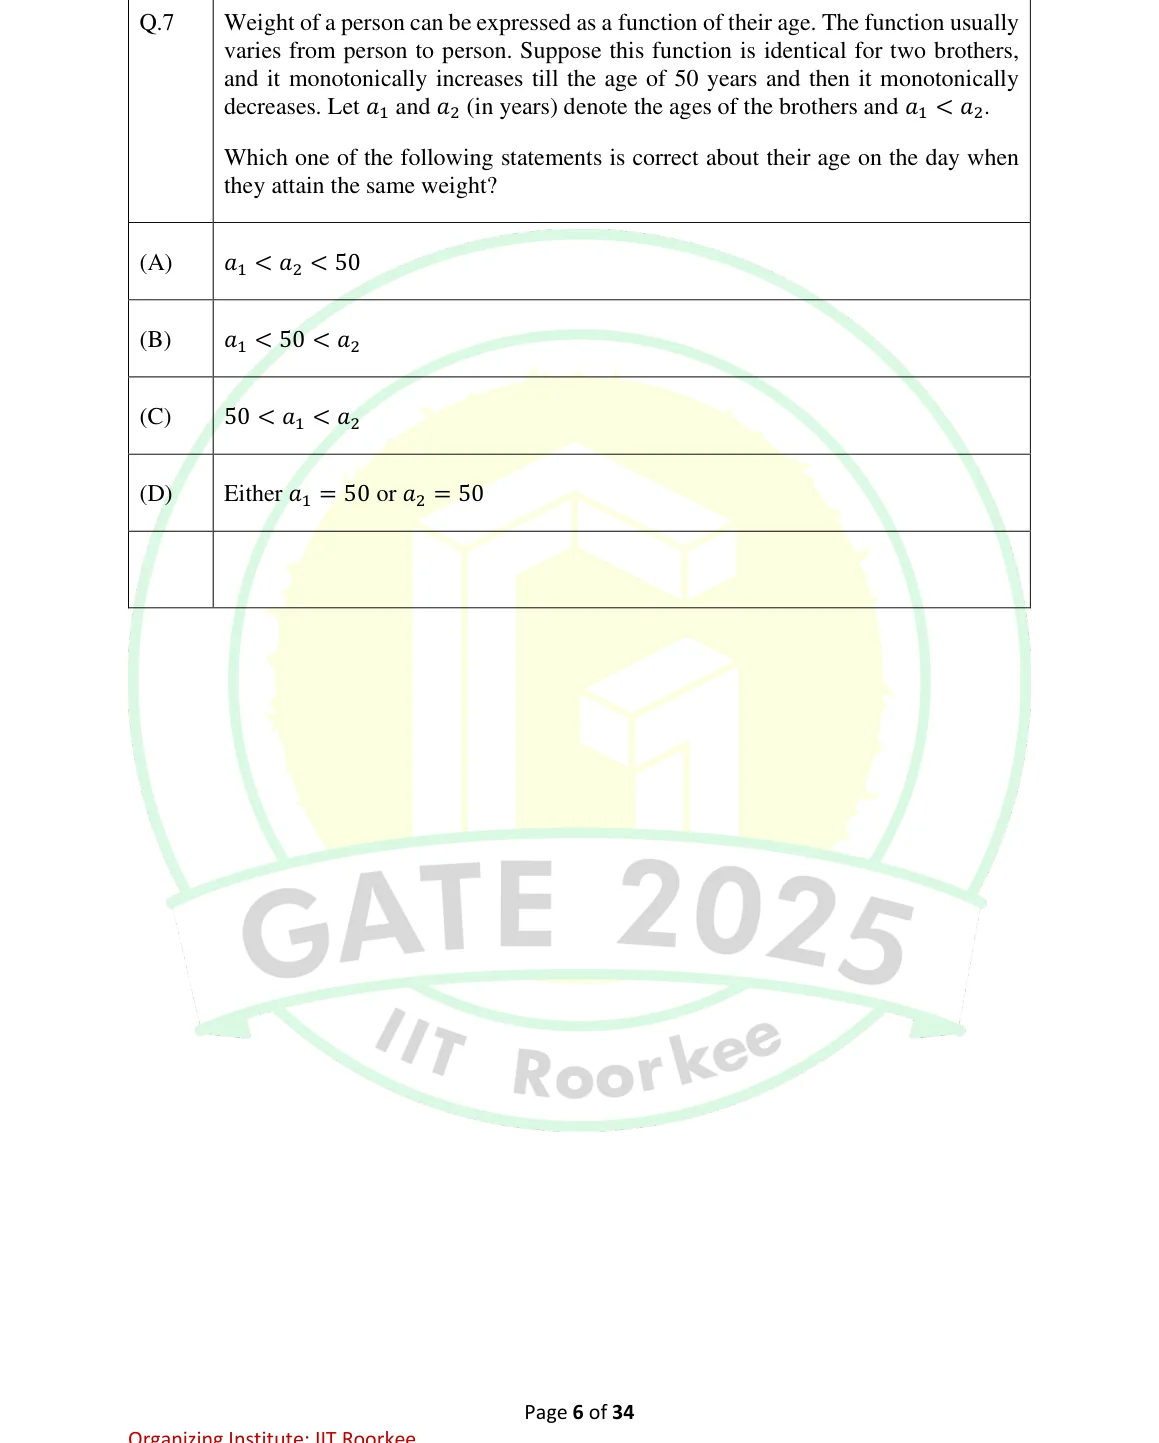 Q.7 Weight of a person can be expressed as a function of their age. The function usually
varies from person to person. Suppose this function is identical for two brothers,
and it monotonically increases till the age of 50 years and then it monotonically
decreases. Let a₁ and a₂ (in years) denote the ages of the brothers and a₁ < a₂.
Which one of the following statements is correct about their age on the day when
they attain the same weight?
(A) a₁ < a₂ < 50
(B) a₁ < 50 < a₂
(C) 50 < a₁ < a₂
(D) Either a₁ = 50 or a₂ = 50
GATE 2025
IIT Roorkee
Page 6 of 34
Organizing Institute: IIT Roorkee